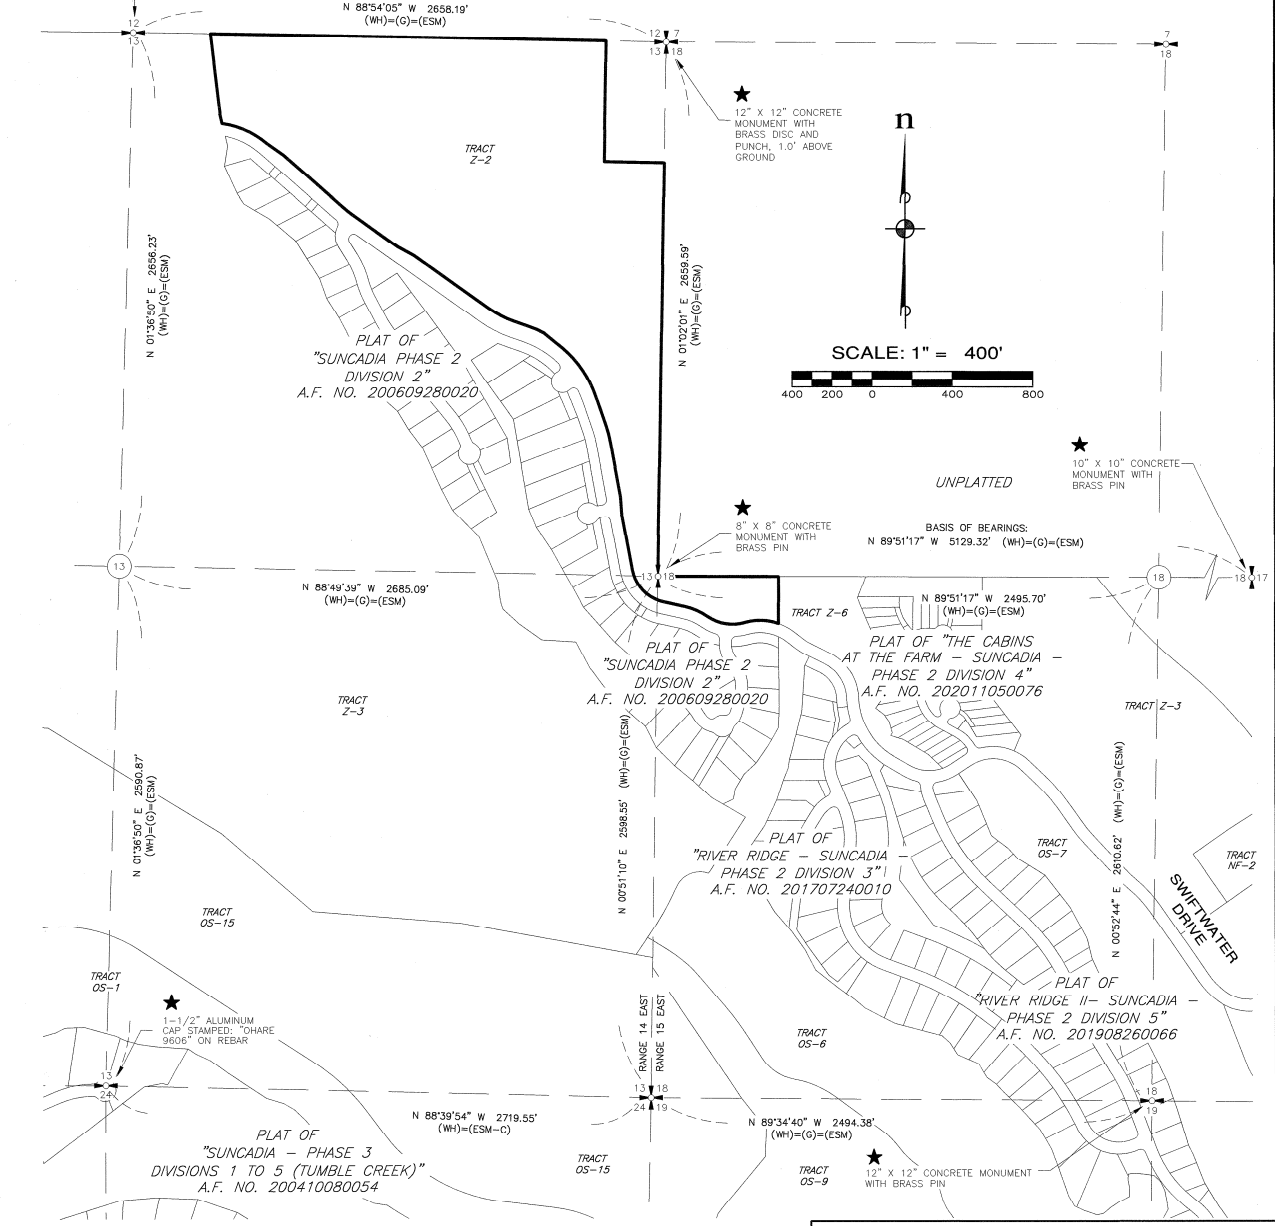 N 88°54'05" W 2658.19'
(WH)=(G)=(ESM)
12
13
12 7
13 18
7
18
★
12" X 12" CONCRETE
MONUMENT WITH
BRASS DISC AND
PUNCH, 1.0' ABOVE
GROUND
n
TRACT
Z-2
N 01°36'50" E 2656.23'
(WH)=(G)=(ESM)
N 01°02'01" E 2659.59'
(WH)=(G)=(ESM)
SCALE: 1" = 400'
400 200 0 400 800
PLAT OF
"SUNCADIA PHASE 2
DIVISION 2"
A.F. NO. 200609280020
★
10" X 10" CONCRETE
MONUMENT WITH
BRASS PIN
UNPLATTED
★
8" X 8" CONCRETE
MONUMENT WITH
BRASS PIN
BASIS OF BEARINGS:
N 89°51'17" W 5129.32' (WH)=(G)=(ESM)
13
13 18
18
18 17
N 88°49'39" W 2685.09'
(WH)=(G)=(ESM)
N 89°51'17" W 2495.70'
(WH)=(G)=(ESM)
TRACT Z-6
PLAT OF "THE CABINS
AT THE FARM – SUNCADIA –
PHASE 2 DIVISION 4"
A.F. NO. 202011050076
PLAT OF
"SUNCADIA PHASE 2
DIVISION 2"
A.F. NO. 200609280020
TRACT
Z-3
TRACT Z-3
N 01°36'50" E 2590.87'
(WH)=(G)=(ESM)
N 00°51'10" E 2598.55' (WH)=(G)=(ESM)
N 00°52'44" E 2610.62' (WH)=(G)=(ESM)
PLAT OF
"RIVER RIDGE – SUNCADIA –
PHASE 2 DIVISION 3"
A.F. NO. 201707240010
TRACT
OS-7
TRACT
NF-2
SWIFTWATER
DRIVE
TRACT
OS-15
TRACT
OS-1
★
1-1/2" ALUMINUM
CAP STAMPED: "OHARE
9606" ON REBAR
PLAT OF
"RIVER RIDGE II– SUNCADIA –
PHASE 2 DIVISION 5"
A.F. NO. 201908260066
RANGE 14 EAST
RANGE 15 EAST
TRACT
OS-6
13
24
13 18
24 19
18
19
N 88°39'54" W 2719.55'
(WH)=(ESM-C)
N 89°34'40" W 2494.38'
(WH)=(G)=(ESM)
PLAT OF
"SUNCADIA – PHASE 3
DIVISIONS 1 TO 5 (TUMBLE CREEK)"
A.F. NO. 200410080054
TRACT
OS-15
TRACT
OS-9
★
12" X 12" CONCRETE MONUMENT
WITH BRASS PIN